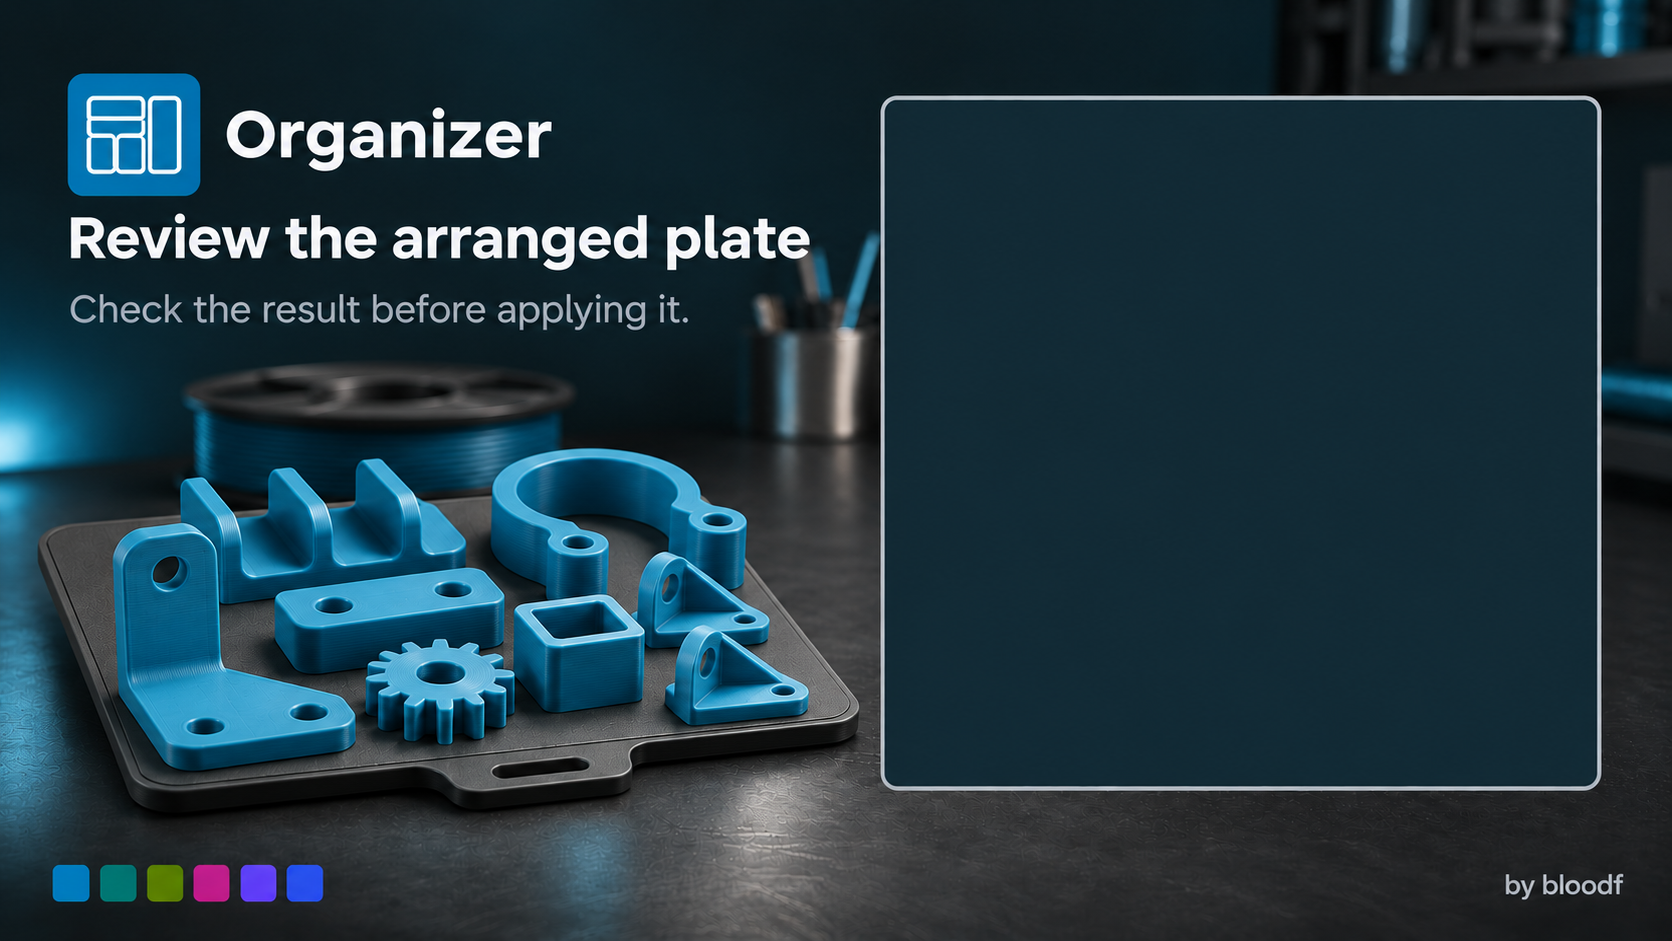 Organizer
Review the arranged plate
Check the result before applying it.
by bloodf